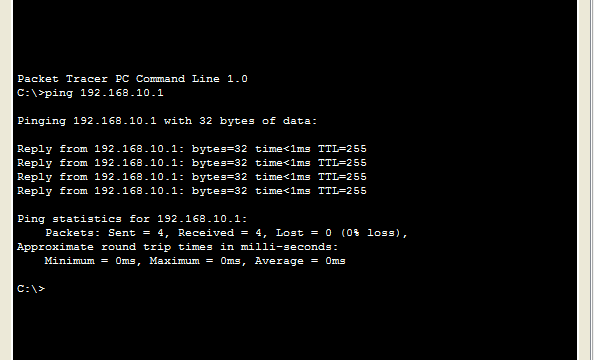 Packet Tracer PC Command Line 1.0
C:\>ping 192.168.10.1
Pinging 192.168.10.1 with 32 bytes of data:
Reply from 192.168.10.1: bytes=32 time<1ms TTL=255
Reply from 192.168.10.1: bytes=32 time<1ms TTL=255
Reply from 192.168.10.1: bytes=32 time<1ms TTL=255
Reply from 192.168.10.1: bytes=32 time<1ms TTL=255
Ping statistics for 192.168.10.1:
    Packets: Sent = 4, Received = 4, Lost = 0 (0% loss),
Approximate round trip times in milli-seconds:
    Minimum = 0ms, Maximum = 0ms, Average = 0ms
C:\>